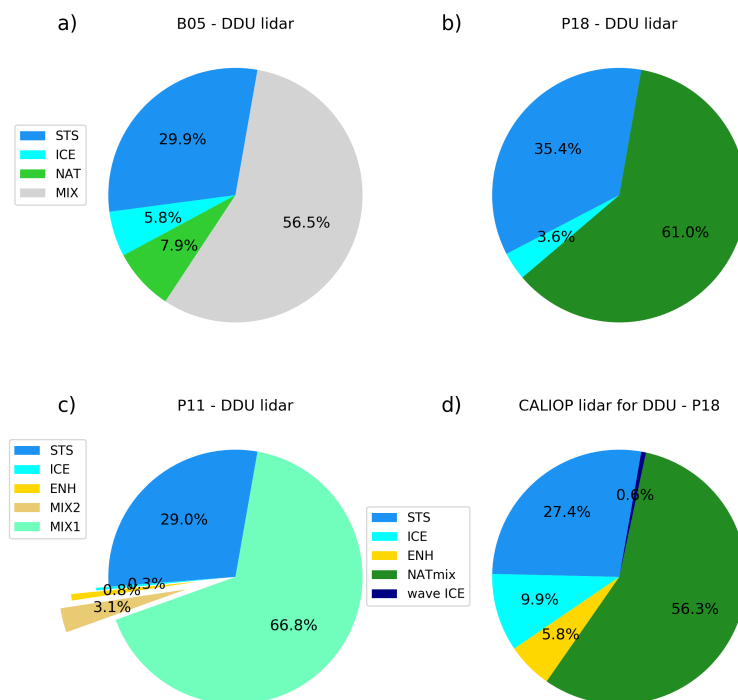 a)
B05 - DDU lidar
STS
ICE
NAT
MIX
29.9%
5.8%
7.9%
56.5%
b)
P18 - DDU lidar
35.4%
3.6%
61.0%
c)
P11 - DDU lidar
STS
ICE
ENH
MIX2
MIX1
29.0%
0.3%
0.8%
3.1%
66.8%
d)
CALIOP lidar for DDU - P18
STS
ICE
ENH
NATmix
wave ICE
0.6%
27.4%
9.9%
5.8%
56.3%